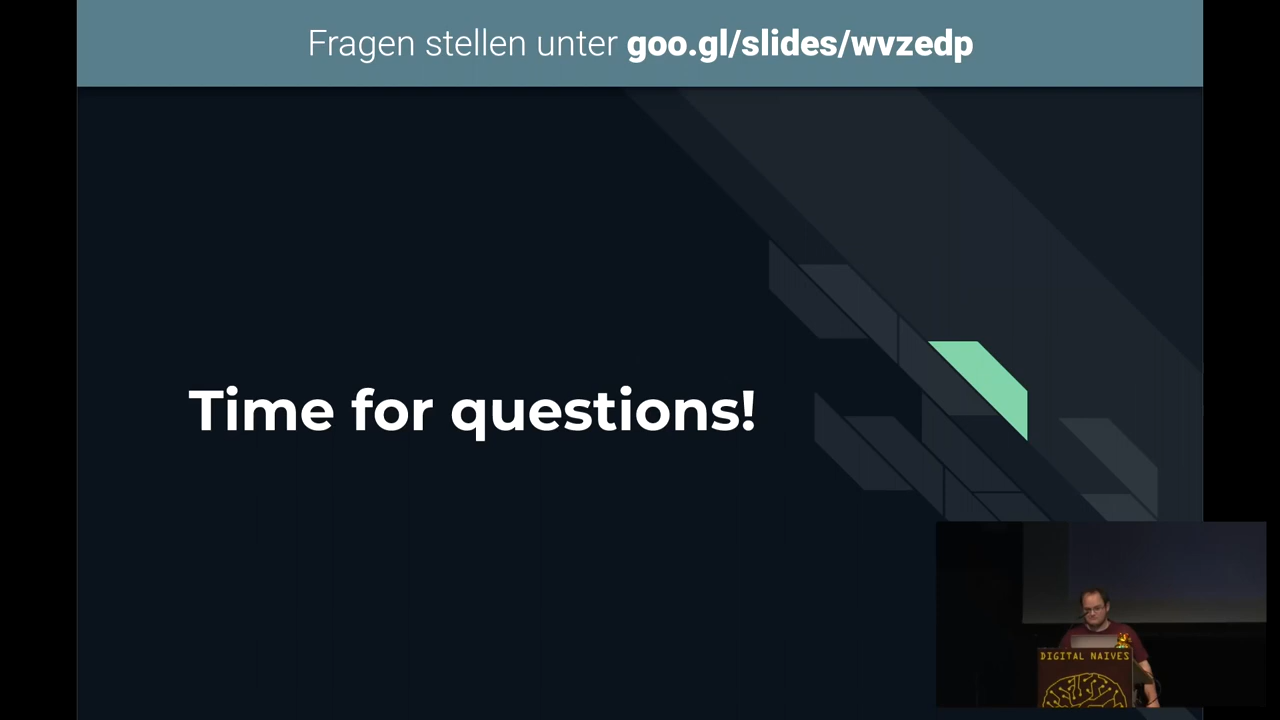 Fragen stellen unter goo.gl/slides/wvzedp
Time for questions!
DIGITAL NAIVES